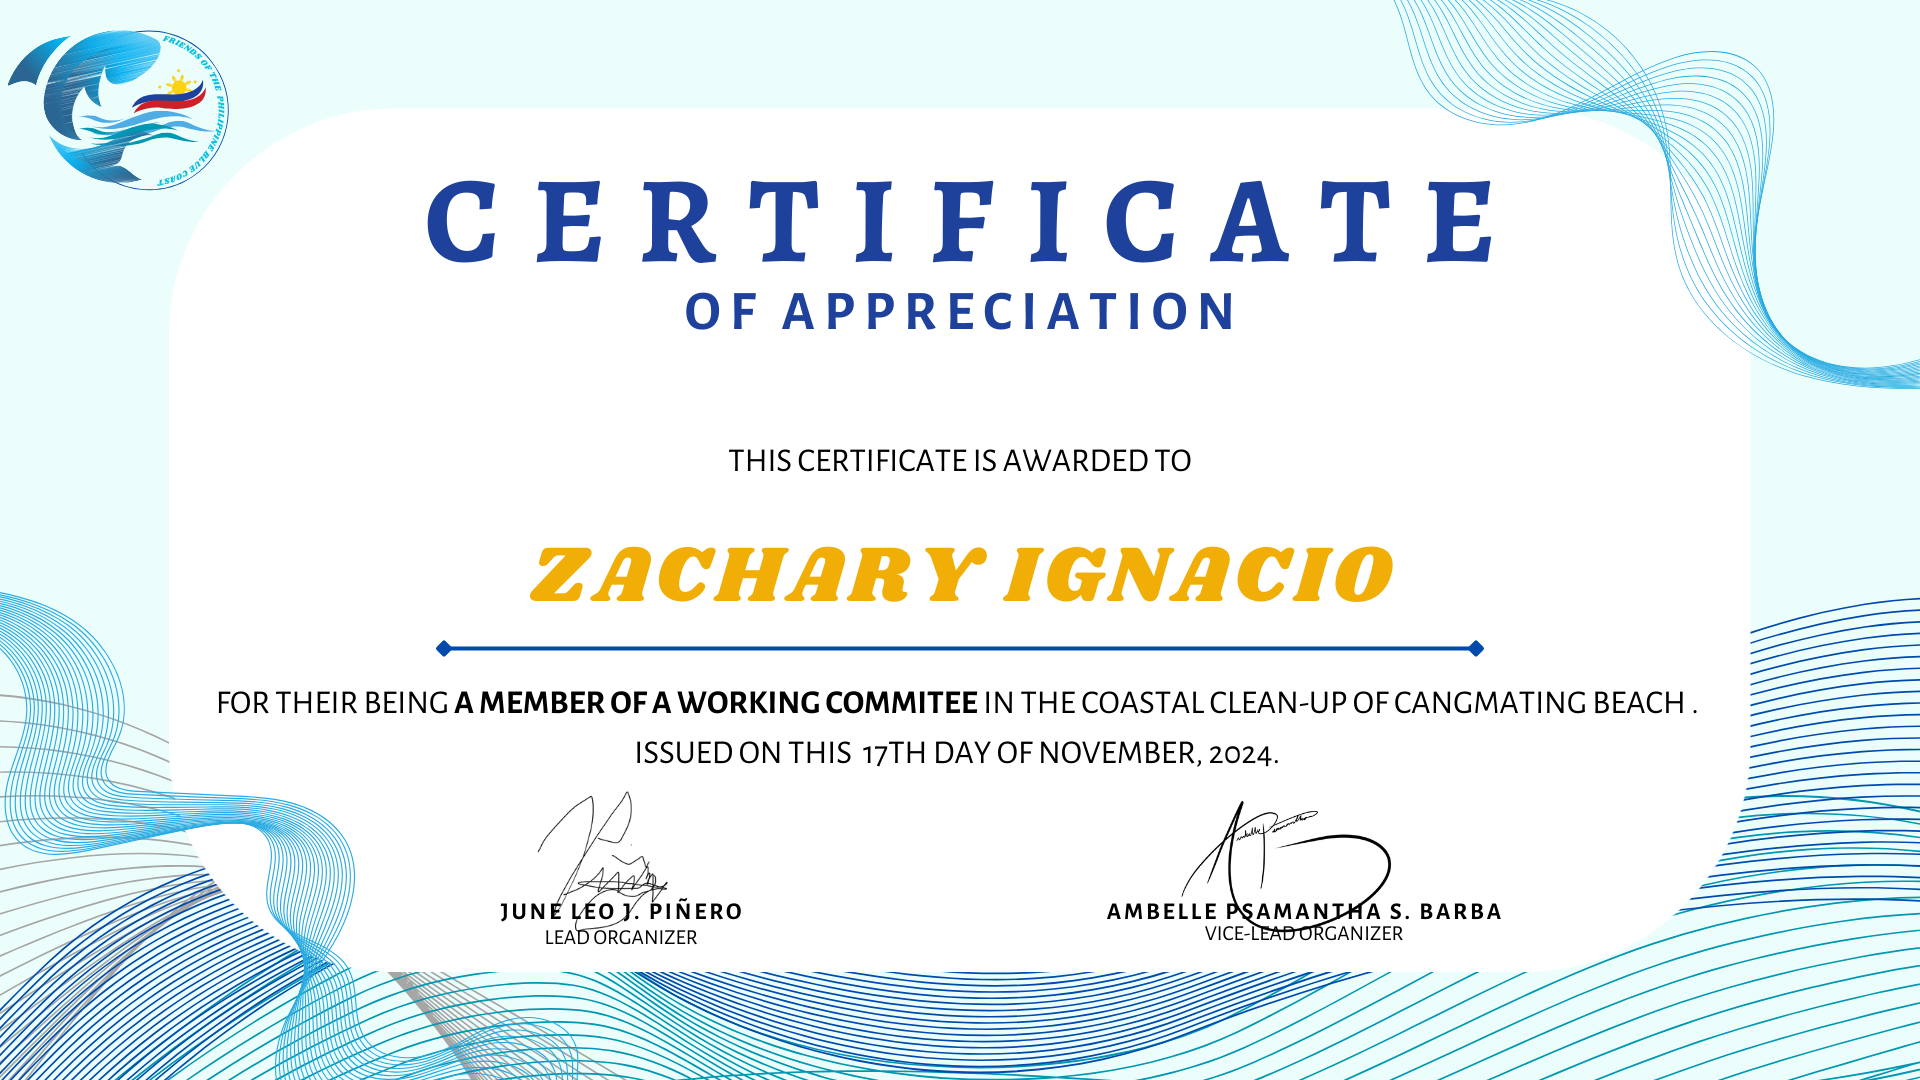 FRIENDS OF THE PHILIPPINE BLUE COAST
CERTIFICATE
OF APPRECIATION
THIS CERTIFICATE IS AWARDED TO
ZACHARY IGNACIO
FOR THEIR BEING A MEMBER OF A WORKING COMMITEE IN THE COASTAL CLEAN-UP OF CANGMATING BEACH .
ISSUED ON THIS 17TH DAY OF NOVEMBER, 2024.
JUNE LEO J. PIÑERO
LEAD ORGANIZER
AMBELLE PSAMANTHA S. BARBA
VICE-LEAD ORGANIZER